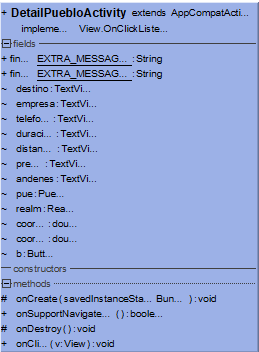 + DetailPuebloActivity extends AppCompatActi...
impleme... View.OnClickListe...
fields
+ fin... EXTRA_MESSAG... : String
+ fin... EXTRA_MESSAG... : String
~ destino : TextVi...
~ empresa : TextVi...
~ telefo... : TextVi...
~ duraci... : TextVi...
~ distan... : TextVi...
~ pre... : TextVi...
~ andenes : TextVi...
~ pue : Pue...
~ realm : Rea...
~ coor... : dou...
~ coor... : dou...
~ b : Butt...
constructors
methods
# onCreate ( savedInstanceSta... Bun... ) : void
+ onSupportNavigate... () : boole...
# onDestroy () : void
+ onCli... ( v : View) : void